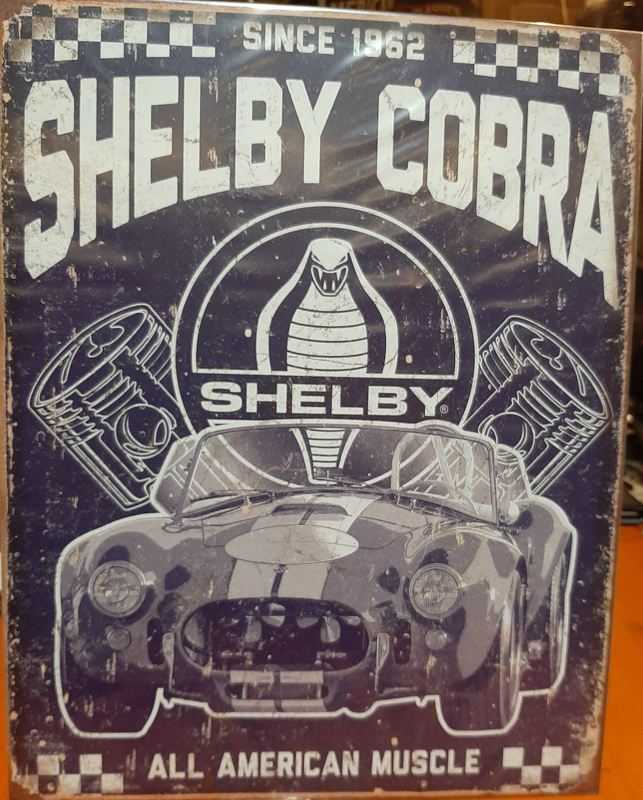 SINCE 1962
SHELBY COBRA
SHELBY®
ALL AMERICAN MUSCLE